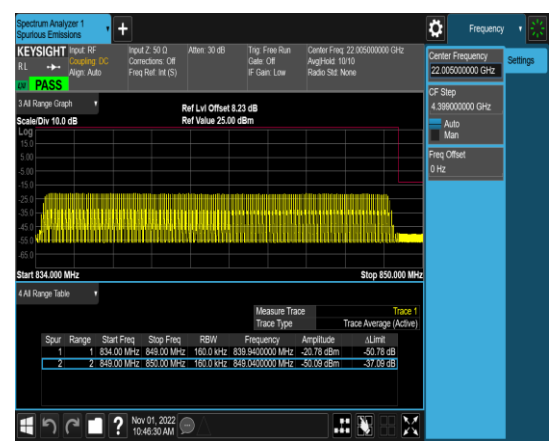 Spectrum Analyzer 1
Spurious Emissions
Frequency
KEYSIGHT
Input: RF
Input Z: 50 Ω
Atten: 30 dB
Trig: Free Run
Center Freq: 22.005000000 GHz
RL
Coupling: DC
Corrections: Off
Gate: Off
Avg|Hold: 10/10
Align: Auto
Freq Ref: Int (S)
IF Gain: Low
Radio Std: None
PASS
Center Frequency
22.005000000 GHz
Settings
CF Step
4.399000000 GHz
Auto
Man
Freq Offset
0 Hz
3 All Range Graph
Ref Lvl Offset 8.23 dB
Scale/Div 10.0 dB
Ref Value 25.00 dBm
Log
15.0
5.00
-5.00
-15.0
-25.0
-35.0
-45.0
-55.0
-65.0
Start 834.000 MHz
Stop 850.000 MHz
4 All Range Table
Measure Trace
Trace 1
Trace Type
Trace Average (Active)
Spur Range Start Freq Stop Freq RBW Frequency Amplitude ΔLimit
1 1 834.00 MHz 849.00 MHz 160.0 kHz 839.9400000 MHz -20.78 dBm -50.78 dB
2 2 849.00 MHz 850.00 MHz 160.0 kHz 849.0400000 MHz -50.09 dBm -37.09 dB
Nov 01, 2022
10:46:30 AM